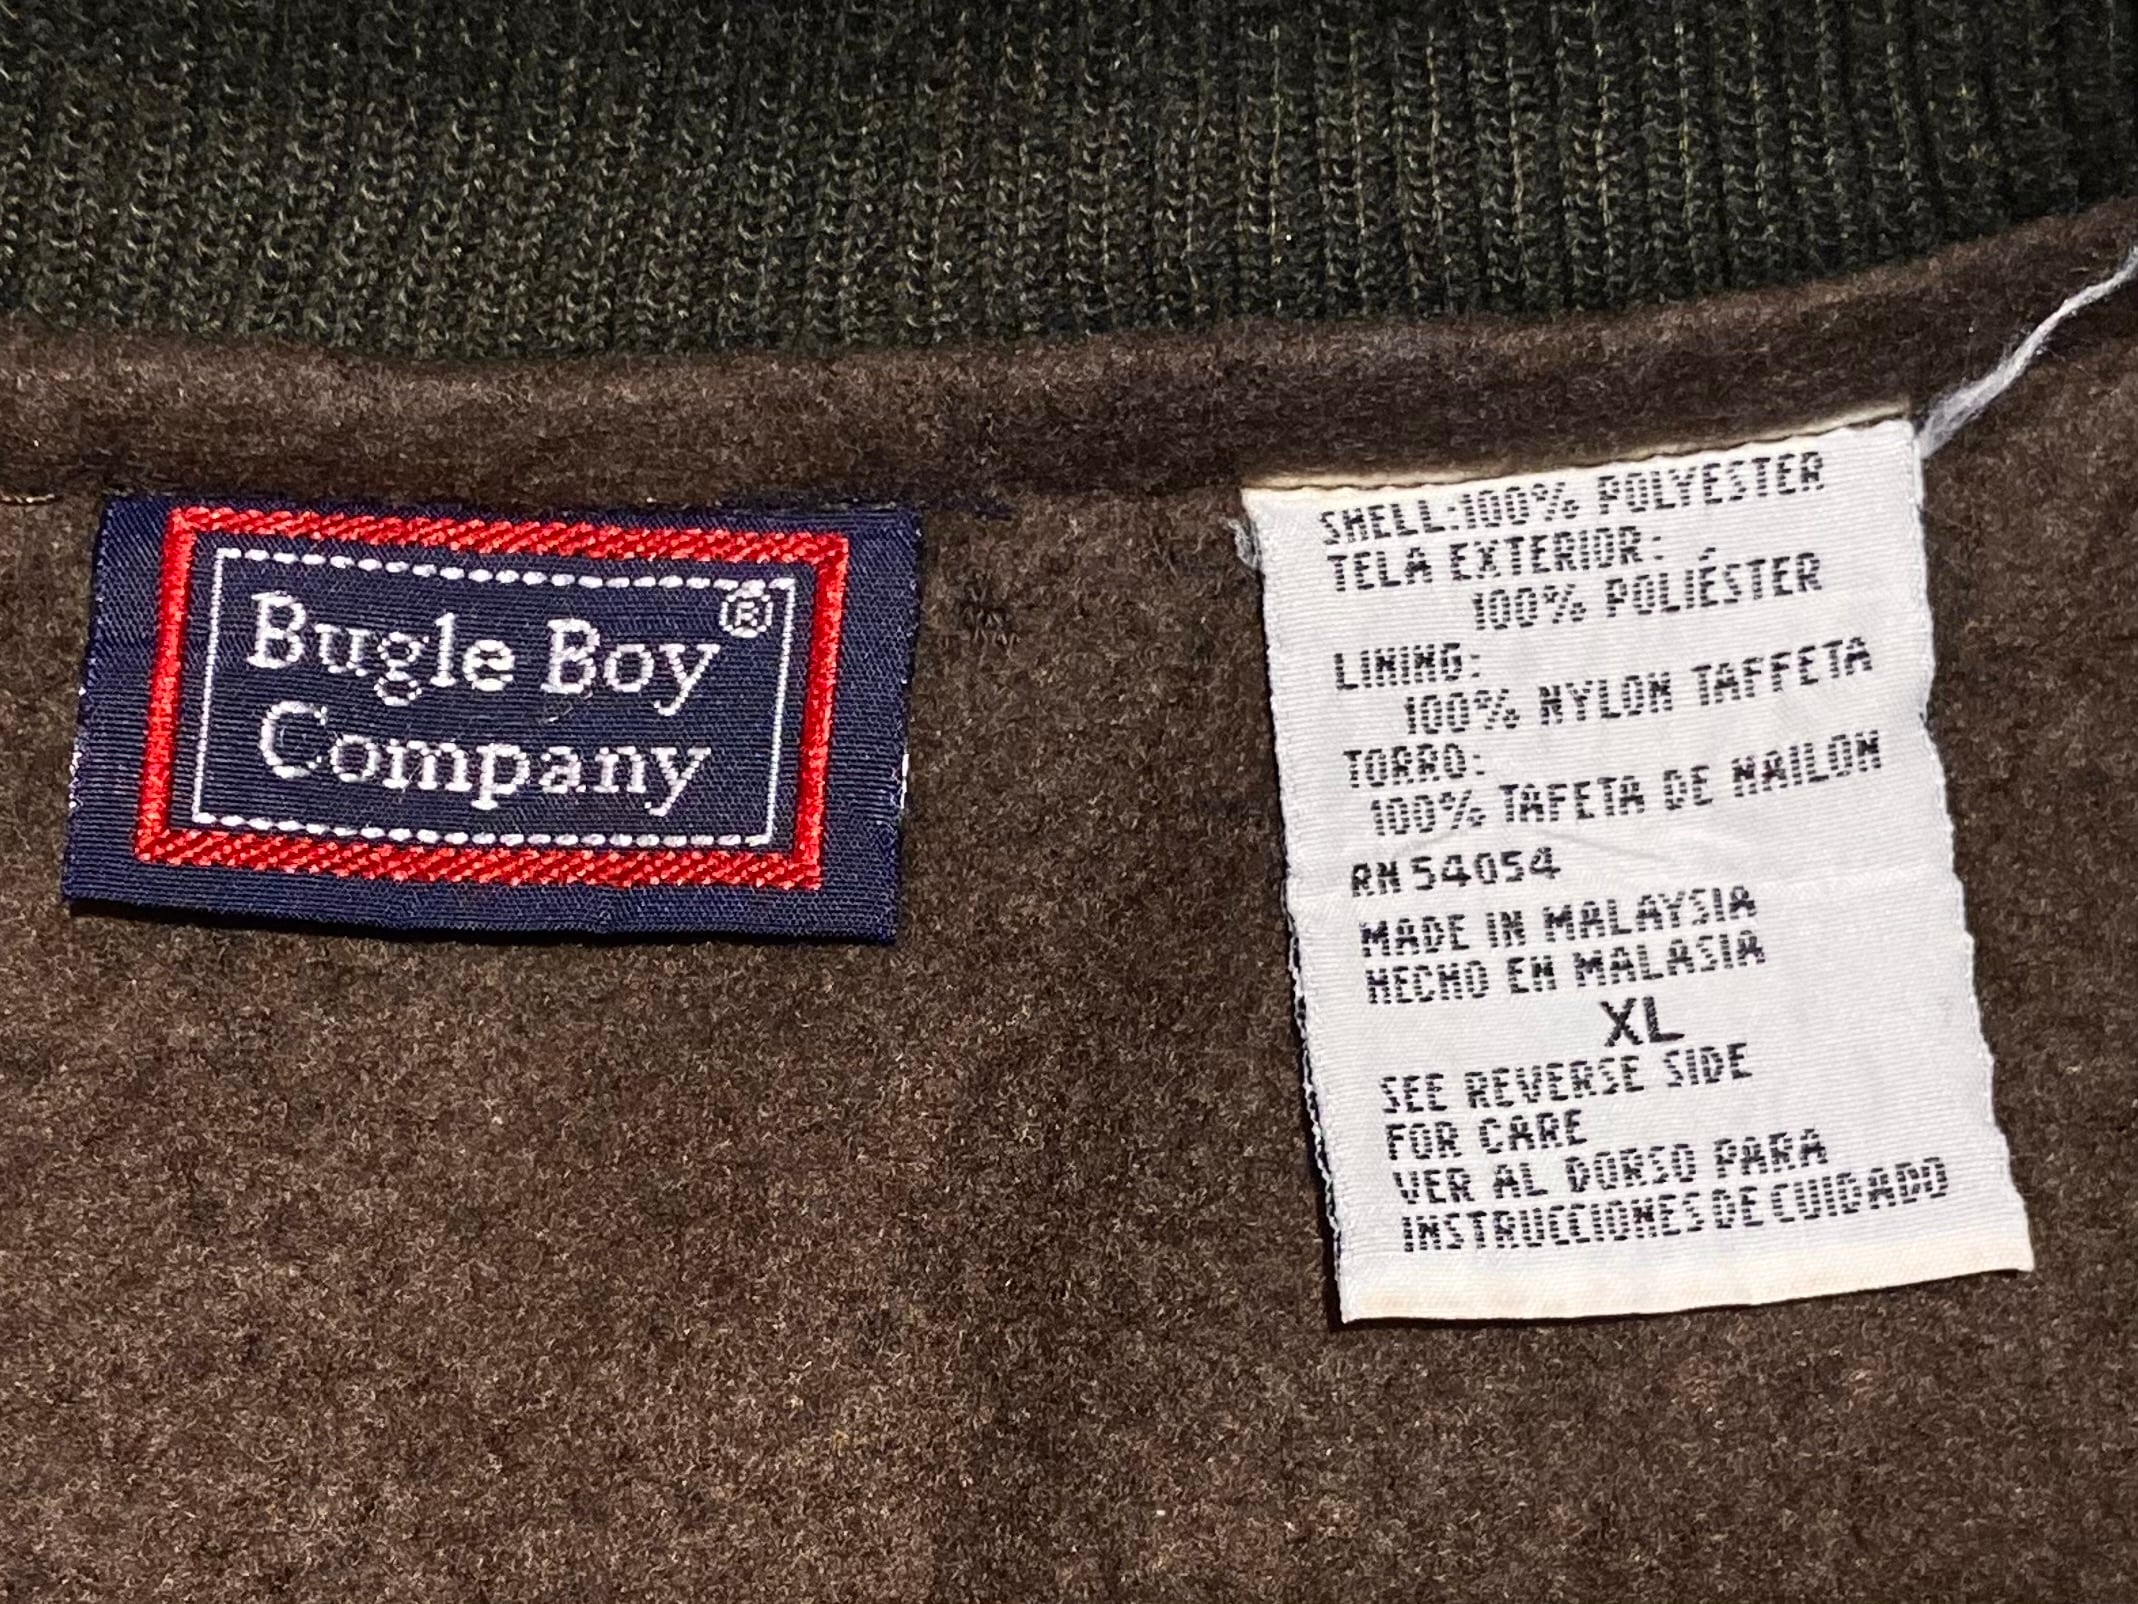 Bugle Boy ®
Company
SHELL:100% POLYESTER
TELA EXTERIOR:
100% POLIÉSTER
LINING:
100% NYLON TAFFETA
TORRO:
100% TAFETA DE NAILON
RN 54054
MADE IN MALAYSIA
HECHO EN MALASIA
XL
SEE REVERSE SIDE
FOR CARE
VER AL DORSO PARA
INSTRUCCIONES DE CUIDADO